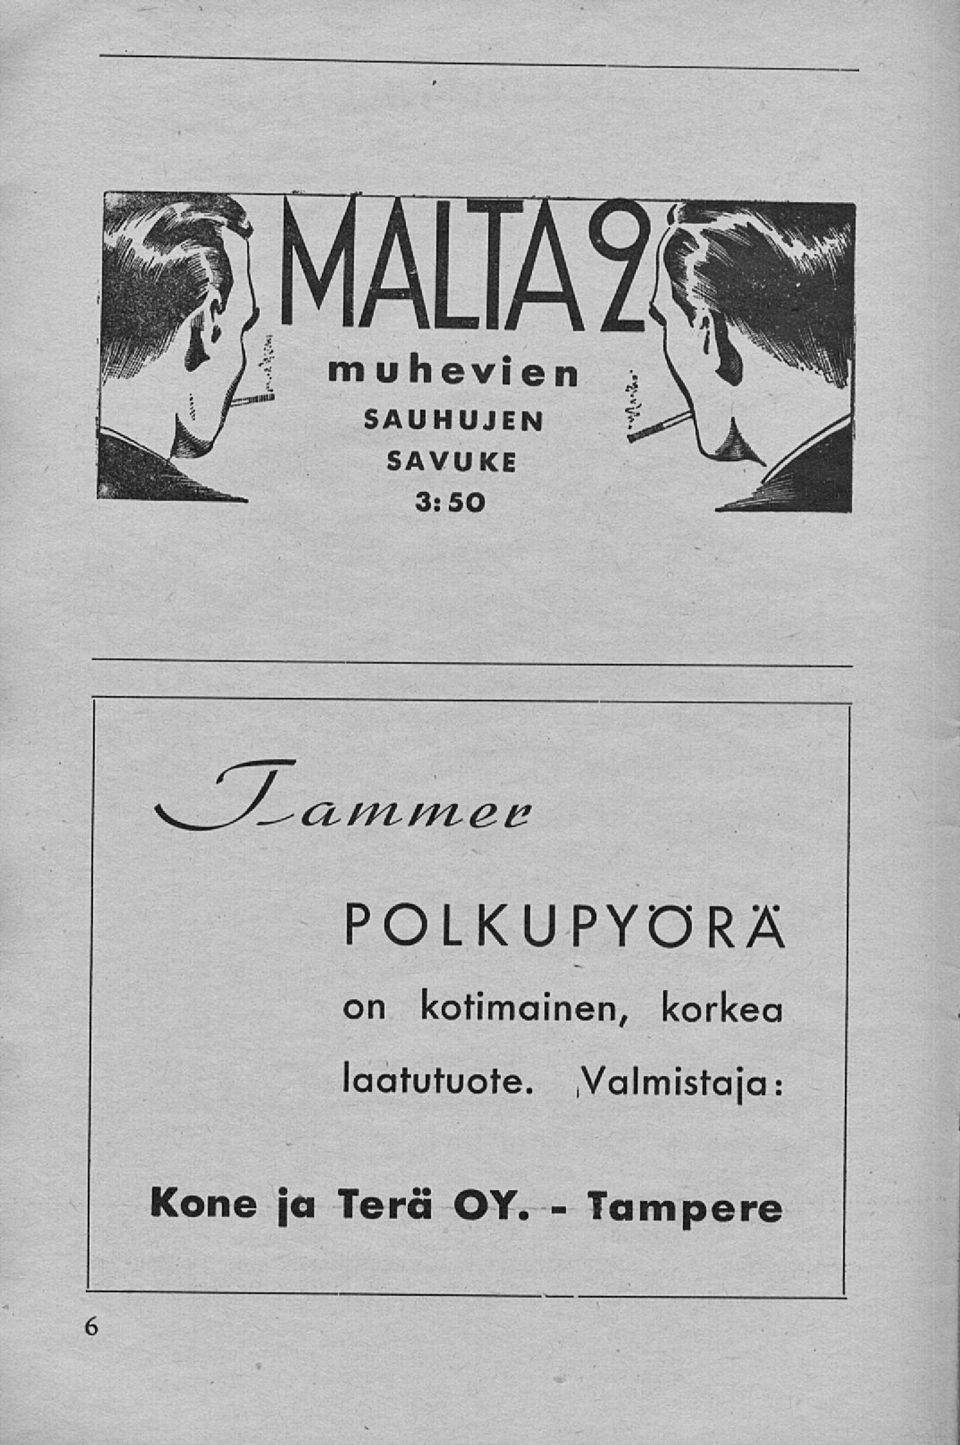 MALTA 2
muhevien
SAUHUJEN
SAVUKE
3:50
Tammer
POLKUPYÖRÄ
on kotimainen, korkea
laatutuote. Valmistaja:
Kone ja Terä OY. - Tampere
6